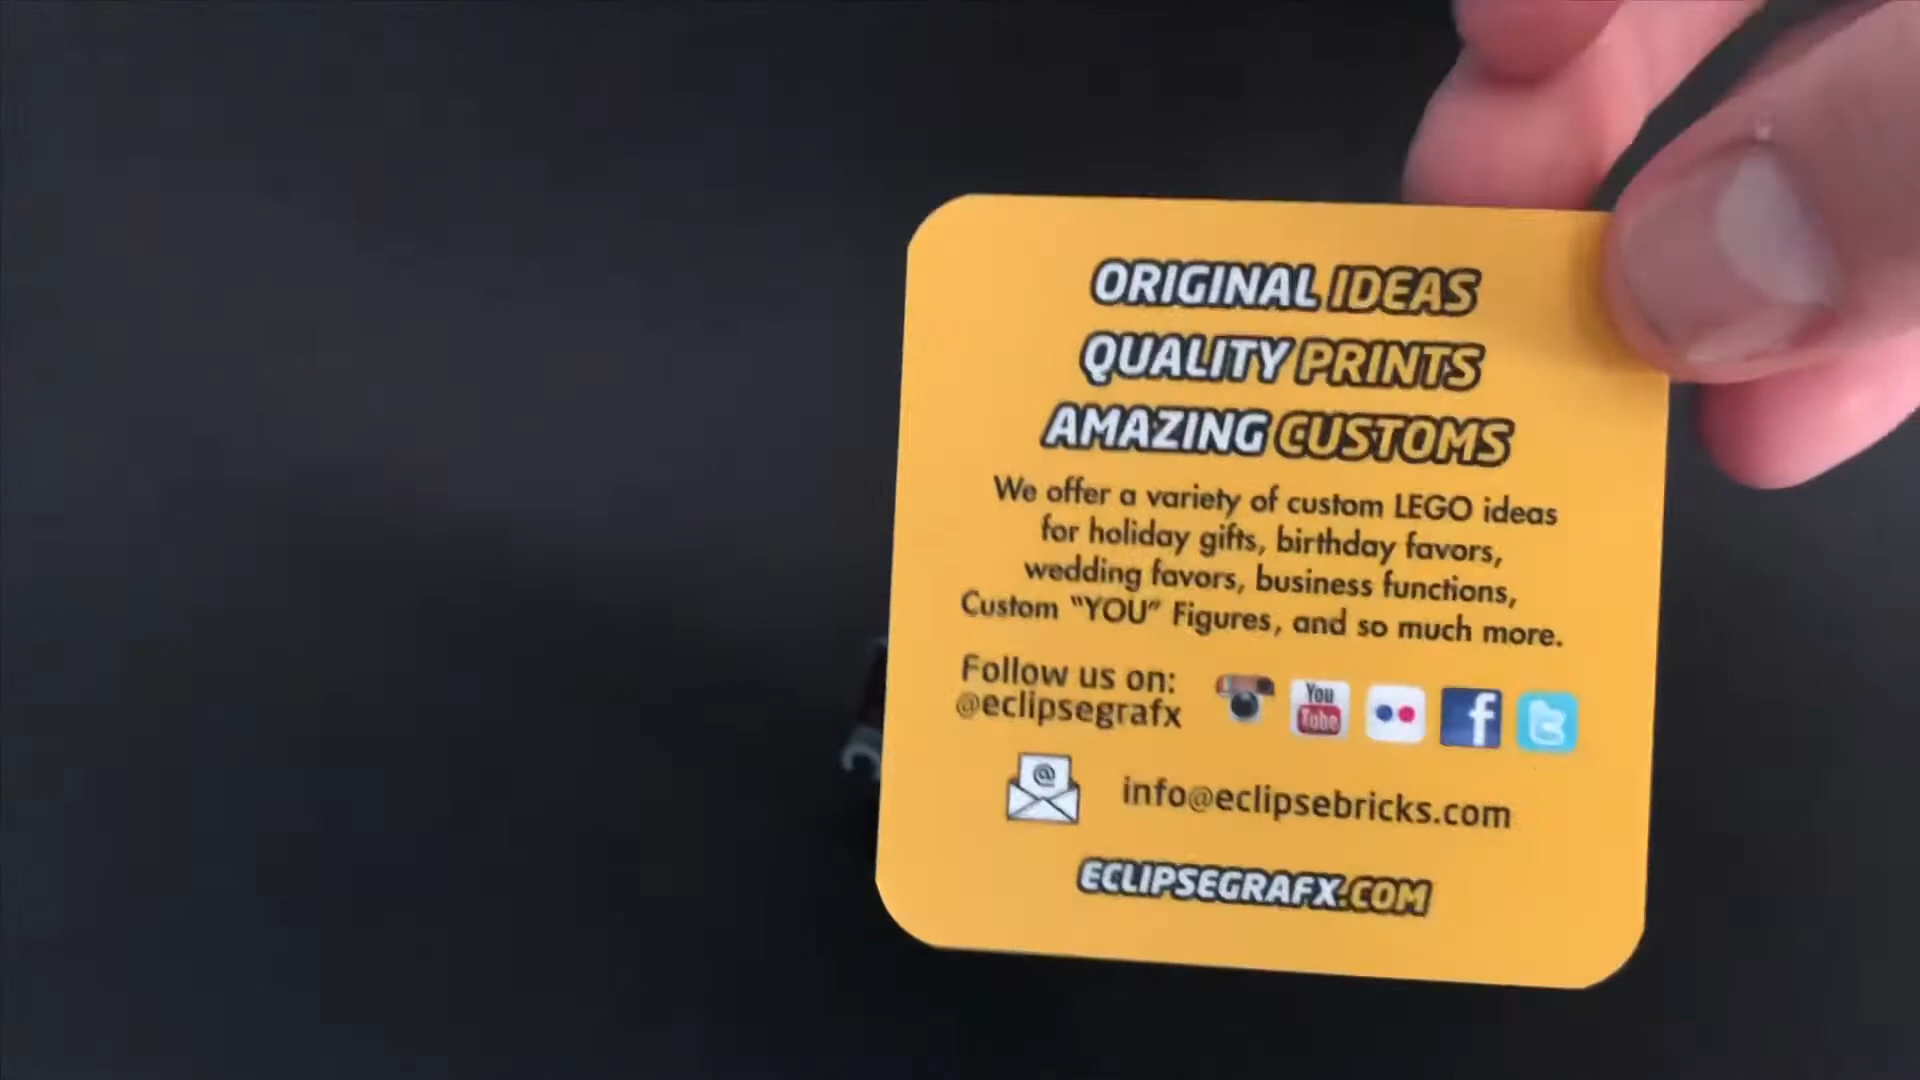 ORIGINAL IDEAS
QUALITY PRINTS
AMAZING CUSTOMS
We offer a variety of custom LEGO ideas
for holiday gifts, birthday favors,
wedding favors, business functions,
Custom "YOU" Figures, and so much more.
Follow us on:
@eclipsegrafx
You
Tube
f
t
@
info@eclipsebricks.com
ECLIPSEGRAFX.COM